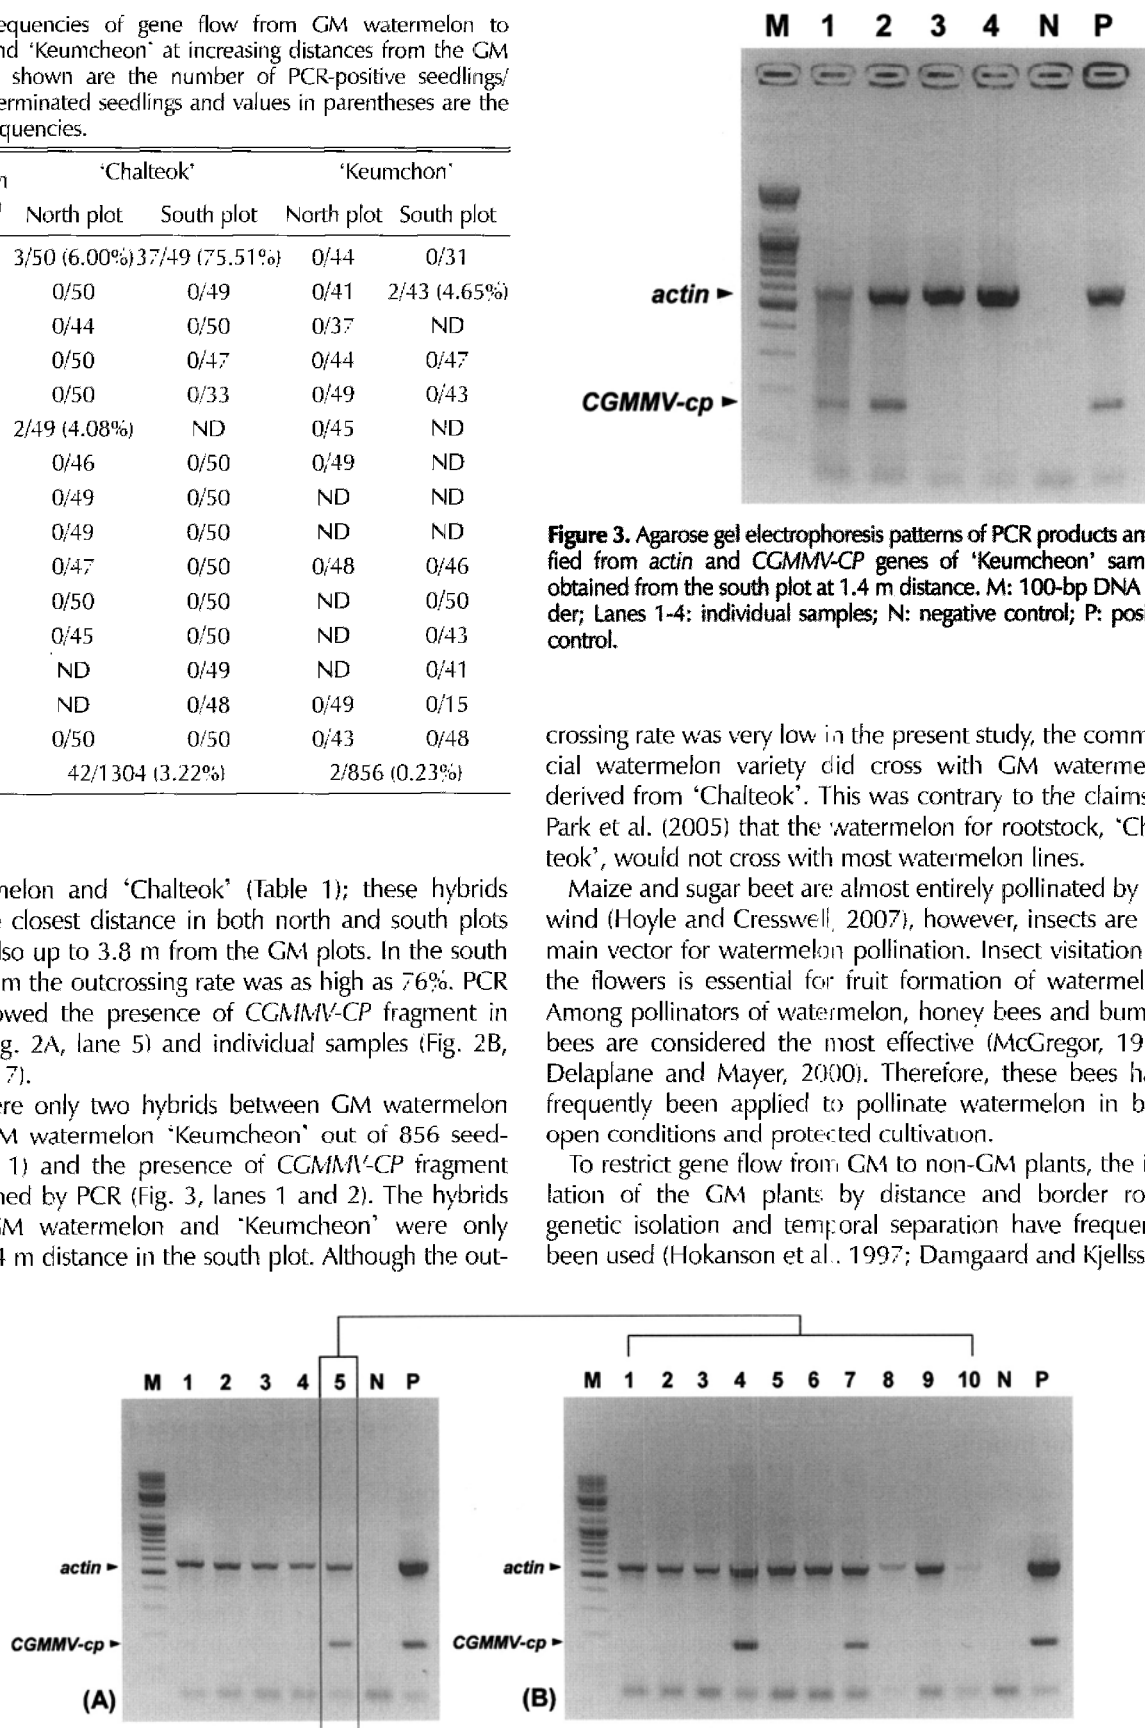 equencies of gene flow from GM watermelon to
nd ‘Keumcheon’ at increasing distances from the GM
shown are the number of PCR-positive seedlings/
erminated seedlings and values in parentheses are the
quencies.
‘Chalteok’ ‘Keumchon’
North plot South plot North plot South plot
3/50 (6.00%) 37/49 (75.51%) 0/44 0/31
0/50 0/49 0/41 2/43 (4.65%)
0/44 0/50 0/37 ND
0/50 0/47 0/44 0/47
0/50 0/33 0/49 0/43
2/49 (4.08%) ND 0/45 ND
0/46 0/50 0/49 ND
0/49 0/50 ND ND
0/49 0/50 ND ND
0/47 0/50 0/48 0/46
0/50 0/50 ND 0/50
0/45 0/50 ND 0/43
ND 0/49 ND 0/41
ND 0/48 0/49 0/15
0/50 0/50 0/43 0/48
42/1304 (3.22%) 2/856 (0.23%)
melon and ‘Chalteok’ (Table 1); these hybrids
e closest distance in both north and south plots
lso up to 3.8 m from the GM plots. In the south
m the outcrossing rate was as high as 76%. PCR
owed the presence of CGMMV-CP fragment in
g. 2A, lane 5) and individual samples (Fig. 2B,
7).
ere only two hybrids between GM watermelon
M watermelon ‘Keumcheon’ out of 856 seed-
1) and the presence of CGMMV-CP fragment
ned by PCR (Fig. 3, lanes 1 and 2). The hybrids
GM watermelon and ‘Keumcheon’ were only
4 m distance in the south plot. Although the out-
M 1 2 3 4 N P
actin
CGMMV-cp
Figure 3. Agarose gel electrophoresis patterns of PCR products am
fied from actin and CGMMV-CP genes of ‘Keumcheon’ sam
obtained from the south plot at 1.4 m distance. M: 100-bp DNA
der; Lanes 1-4: individual samples; N: negative control; P: posi
control.
crossing rate was very low in the present study, the comm
cial watermelon variety did cross with GM waterme
derived from ‘Chalteok’. This was contrary to the claims
Park et al. (2005) that the watermelon for rootstock, ‘Ch
teok’, would not cross with most watermelon lines.
Maize and sugar beet are almost entirely pollinated by
wind (Hoyle and Cresswell, 2007), however, insects are
main vector for watermelon pollination. Insect visitation
the flowers is essential for fruit formation of watermel
Among pollinators of watermelon, honey bees and bum
bees are considered the most effective (McGregor, 19
Delaplane and Mayer, 2000). Therefore, these bees ha
frequently been applied to pollinate watermelon in b
open conditions and protected cultivation.
To restrict gene flow from GM to non-GM plants, the i
lation of the GM plants by distance and border ro
genetic isolation and temporal separation have frequen
been used (Hokanson et al., 1997; Damgaard and Kjellss
M 1 2 3 4 5 N P
actin
CGMMV-cp
(A)
M 1 2 3 4 5 6 7 8 9 10 N P
actin
CGMMV-cp
(B)